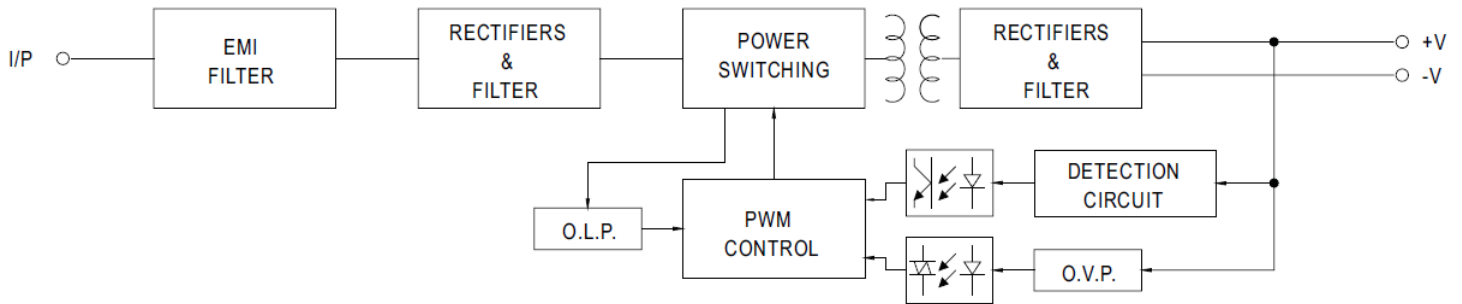 I/P
EMI
FILTER
RECTIFIERS
&
FILTER
POWER
SWITCHING
RECTIFIERS
&
FILTER
+V
-V
DETECTION
CIRCUIT
O.L.P.
PWM
CONTROL
O.V.P.